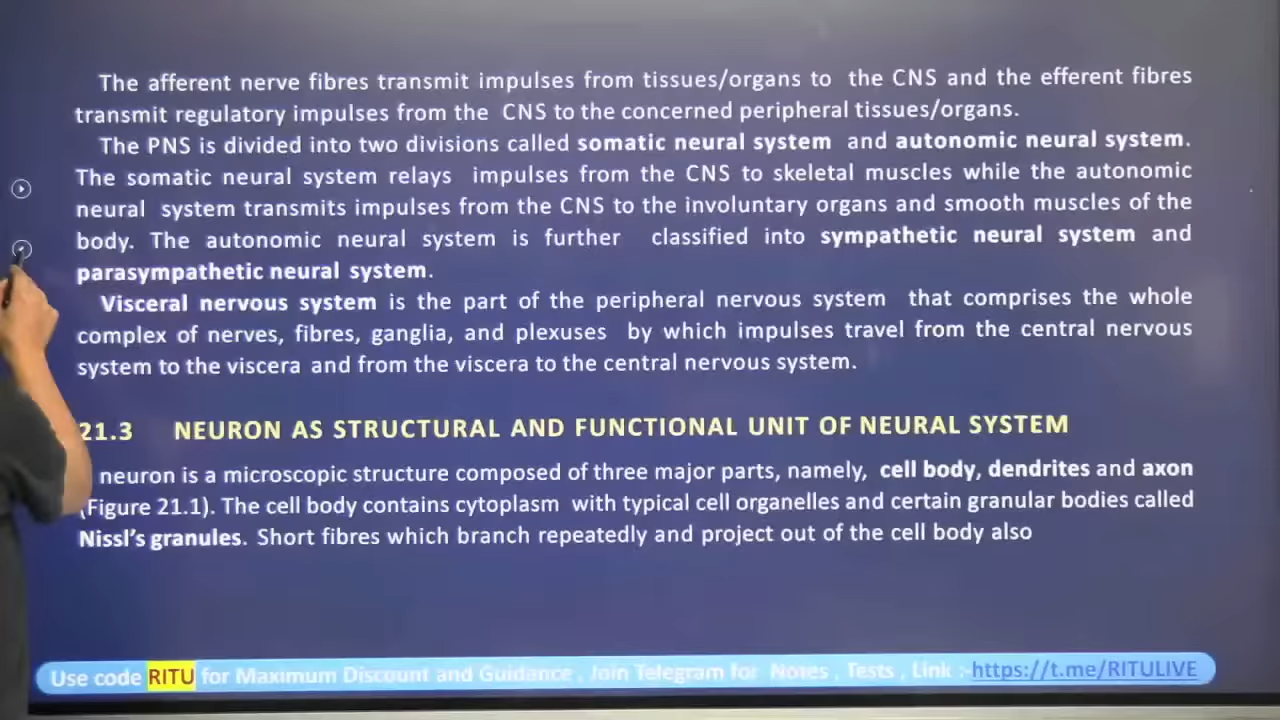 The afferent nerve fibres transmit impulses from tissues/organs to the CNS and the efferent fibres
transmit regulatory impulses from the CNS to the concerned peripheral tissues/organs.
The PNS is divided into two divisions called somatic neural system and autonomic neural system.
The somatic neural system relays impulses from the CNS to skeletal muscles while the autonomic
neural system transmits impulses from the CNS to the involuntary organs and smooth muscles of the
body. The autonomic neural system is further classified into sympathetic neural system and
parasympathetic neural system.
Visceral nervous system is the part of the peripheral nervous system that comprises the whole
complex of nerves, fibres, ganglia, and plexuses by which impulses travel from the central nervous
system to the viscera and from the viscera to the central nervous system.
21.3 NEURON AS STRUCTURAL AND FUNCTIONAL UNIT OF NEURAL SYSTEM
neuron is a microscopic structure composed of three major parts, namely, cell body, dendrites and axon
(Figure 21.1). The cell body contains cytoplasm with typical cell organelles and certain granular bodies called
Nissl's granules. Short fibres which branch repeatedly and project out of the cell body also
Use code RITU for Maximum Discount and Guidance , Join Telegram for Notes , Tests , Link :- https://t.me/RITULIVE